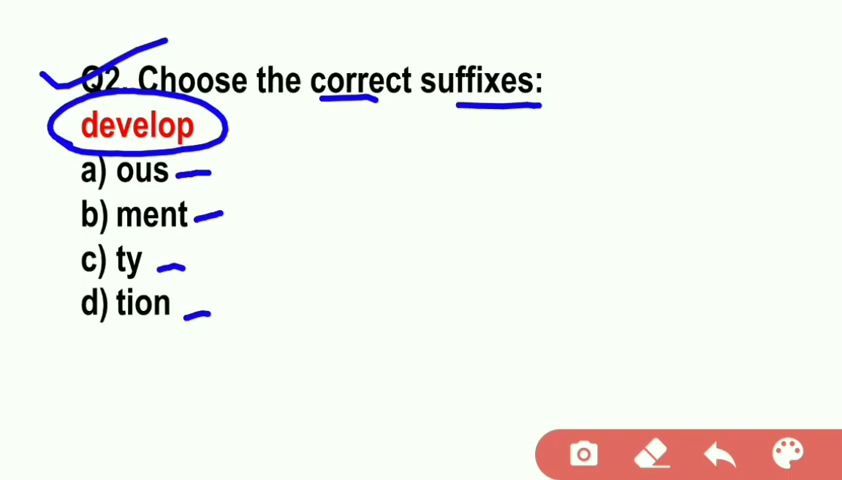 Q2. Choose the correct suffixes:
develop
a) ous
b) ment
c) ty
d) tion